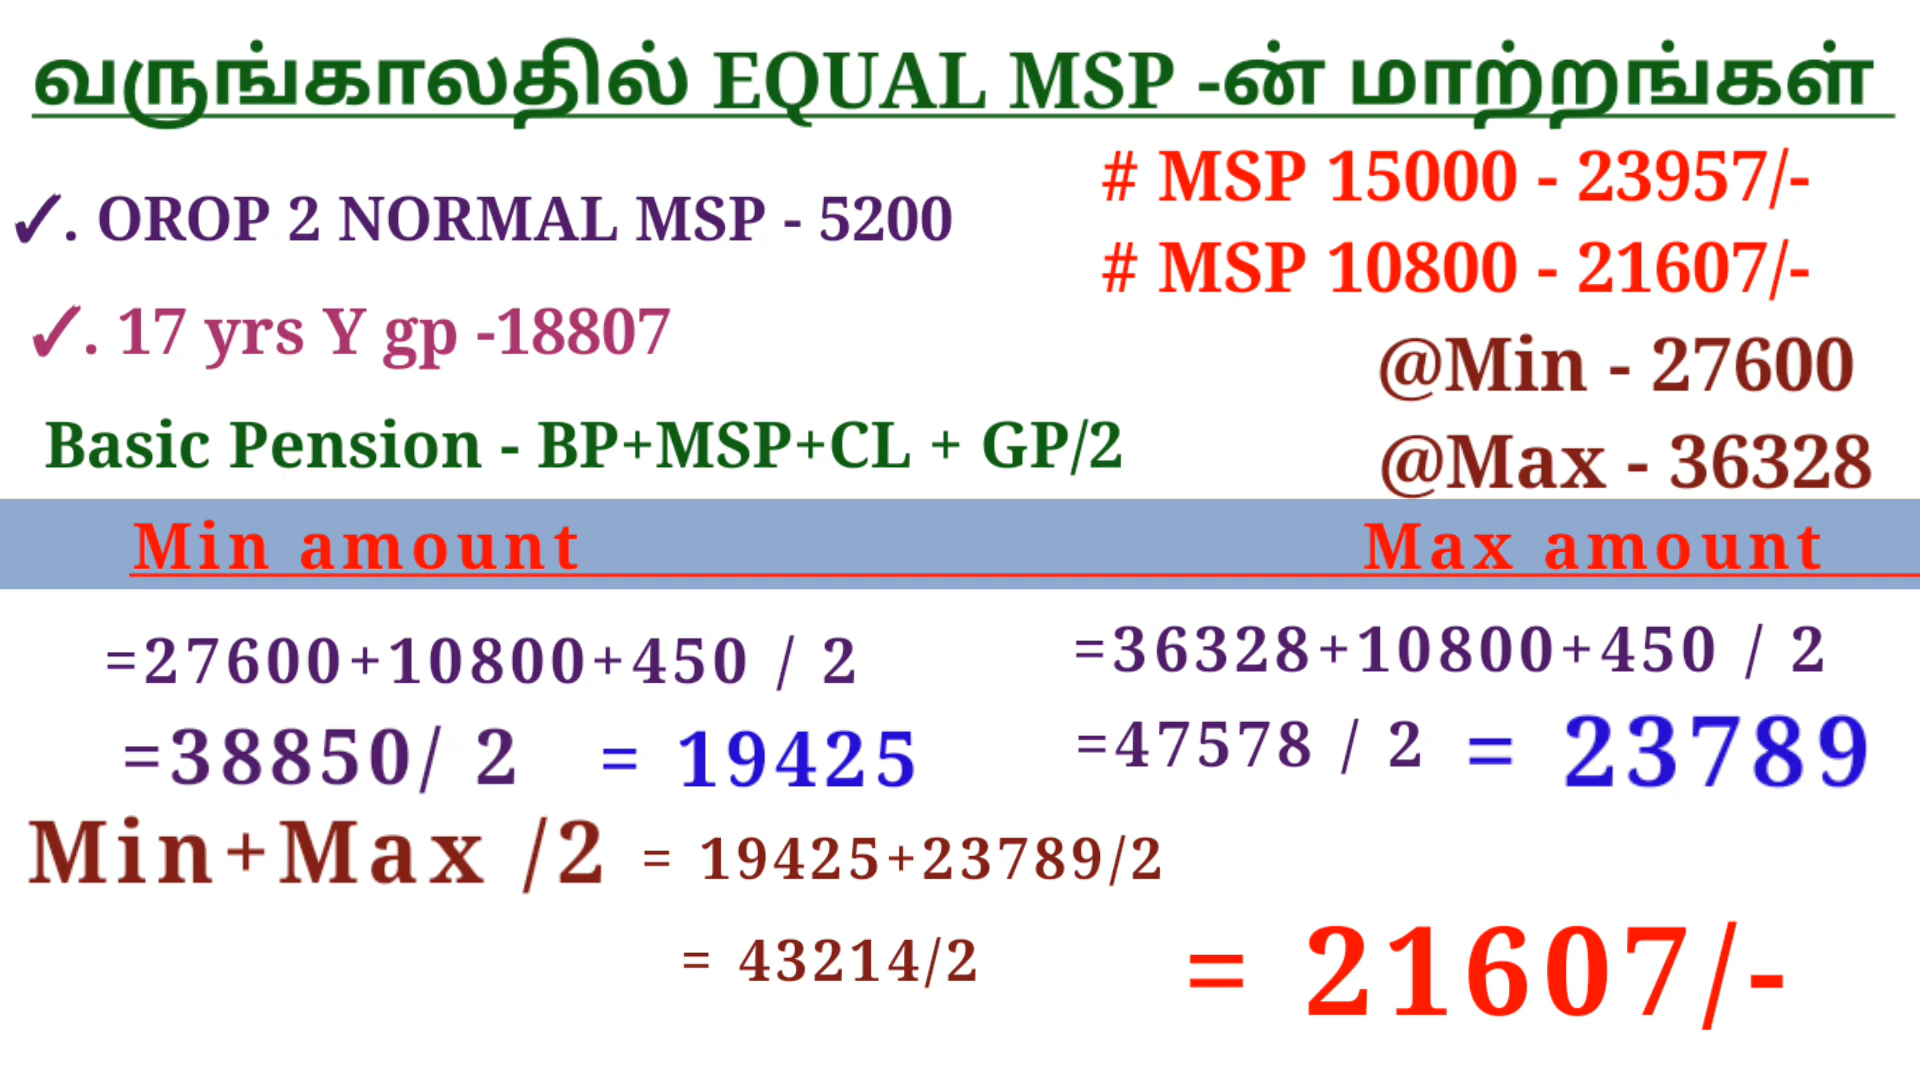 வருங்காலதில் EQUAL MSP -ன் மாற்றங்கள்
✓. OROP 2 NORMAL MSP - 5200
✓. 17 yrs Y gp -18807
Basic Pension - BP+MSP+CL + GP/2
# MSP 15000 - 23957/-
# MSP 10800 - 21607/-
@Min - 27600
@Max - 36328
Min amount
Max amount
=27600+10800+450 / 2
=38850/ 2 = 19425
=36328+10800+450 / 2
=47578 / 2 = 23789
Min+Max /2 = 19425+23789/2
= 43214/2 = 21607/-